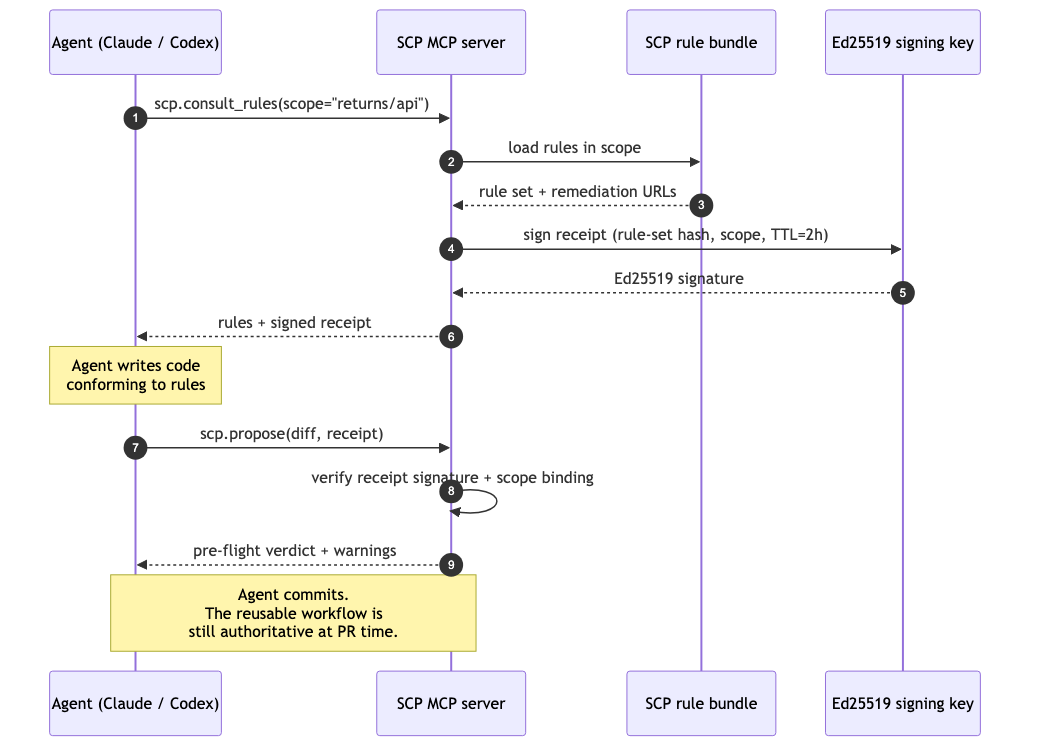 Agent (Claude / Codex)
SCP MCP server
SCP rule bundle
Ed25519 signing key
1
scp.consult_rules(scope="returns/api")
2
load rules in scope
rule set + remediation URLs
3
4
sign receipt (rule-set hash, scope, TTL=2h)
Ed25519 signature
5
rules + signed receipt
6
Agent writes code
conforming to rules
7
scp.propose(diff, receipt)
verify receipt signature + scope binding
8
pre-flight verdict + warnings
9
Agent commits.
The reusable workflow is
still authoritative at PR time.
Agent (Claude / Codex)
SCP MCP server
SCP rule bundle
Ed25519 signing key